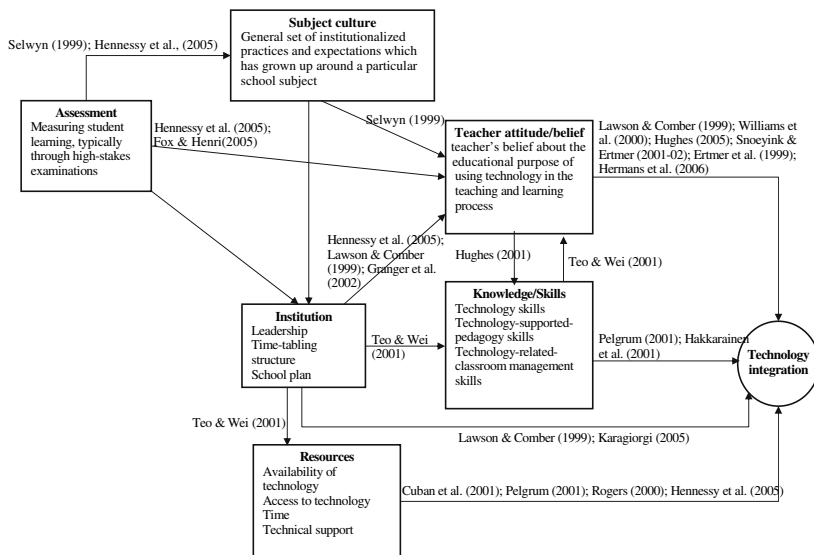 Subject culture
General set of institutionalized
practices and expectations which
has grown up around a particular
school subject
Selwyn (1999); Hennessy et al., (2005)
Assessment
Measuring student
learning, typically
through high-stakes
examinations
Hennessy et al. (2005);
Fox & Henri(2005)
Selwyn (1999)
Teacher attitude/belief
teacher's belief about the
educational purpose of
using technology in the
teaching and learning
process
Lawson & Comber (1999); Williams et
al. (2000); Hughes (2005); Snoeyink &
Ertmer (2001-02); Ertmer et al. (1999);
Hermans et al. 2006)
Hennessy et al. (2005);
Lawson & Comber
(1999); Granger et al.
(2002)
Hughes (2001)
Teo & Wei (2001)
Institution
Leadership
Time-tabling
structure
School plan
Teo & Wei
(2001)
Knowledge/Skills
Technology skills
Technology-supported-
pedagogy skills
Technology-related-
classroom management
skills
Pelgrum (2001); Hakkarainen
et al. (2001)
Technology
integration
Teo & Wei (2001)
Lawson & Comber (1999); Karagiorgi (2005)
Resources
Availability of
technology
Access to technology
Time
Technical support
Cuban et al. (2001); Pelgrum (2001); Rogers (2000); Hennessy et al. (2005)